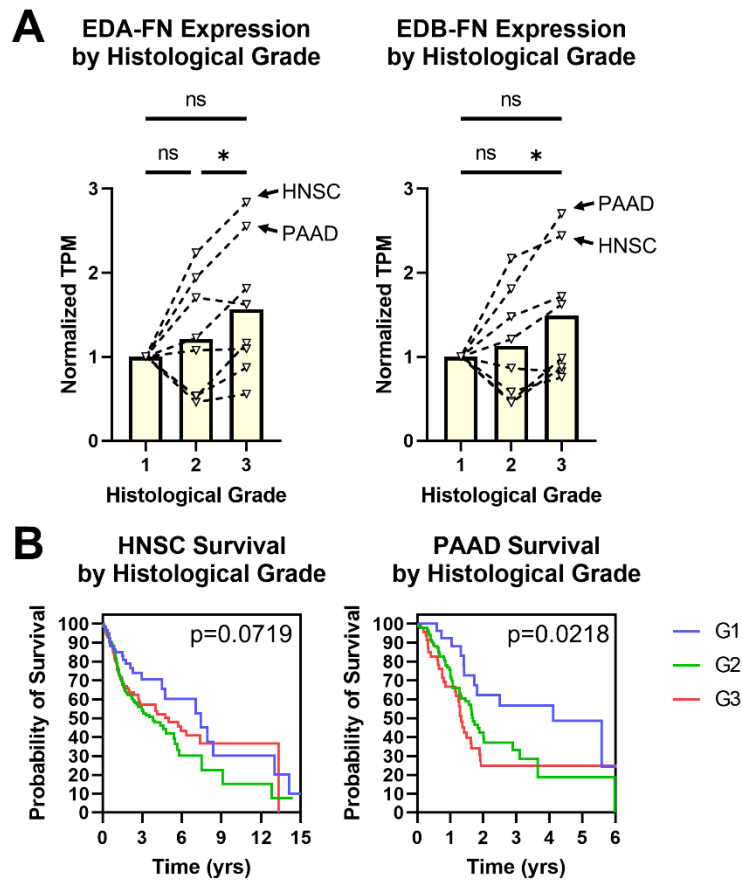 A
EDA-FN Expression
by Histological Grade
ns
ns
*
HNSC
PAAD
Normalized TPM
3
2
1
0
1 2 3
Histological Grade
EDB-FN Expression
by Histological Grade
ns
ns
*
PAAD
HNSC
Normalized TPM
3
2
1
0
1 2 3
Histological Grade
B
HNSC Survival
by Histological Grade
p=0.0719
Probability of Survival
100
90
80
70
60
50
40
30
20
10
0
0 3 6 9 12 15
Time (yrs)
PAAD Survival
by Histological Grade
p=0.0218
Probability of Survival
100
90
80
70
60
50
40
30
20
10
0
0 1 2 3 4 5 6
Time (yrs)
G1
G2
G3